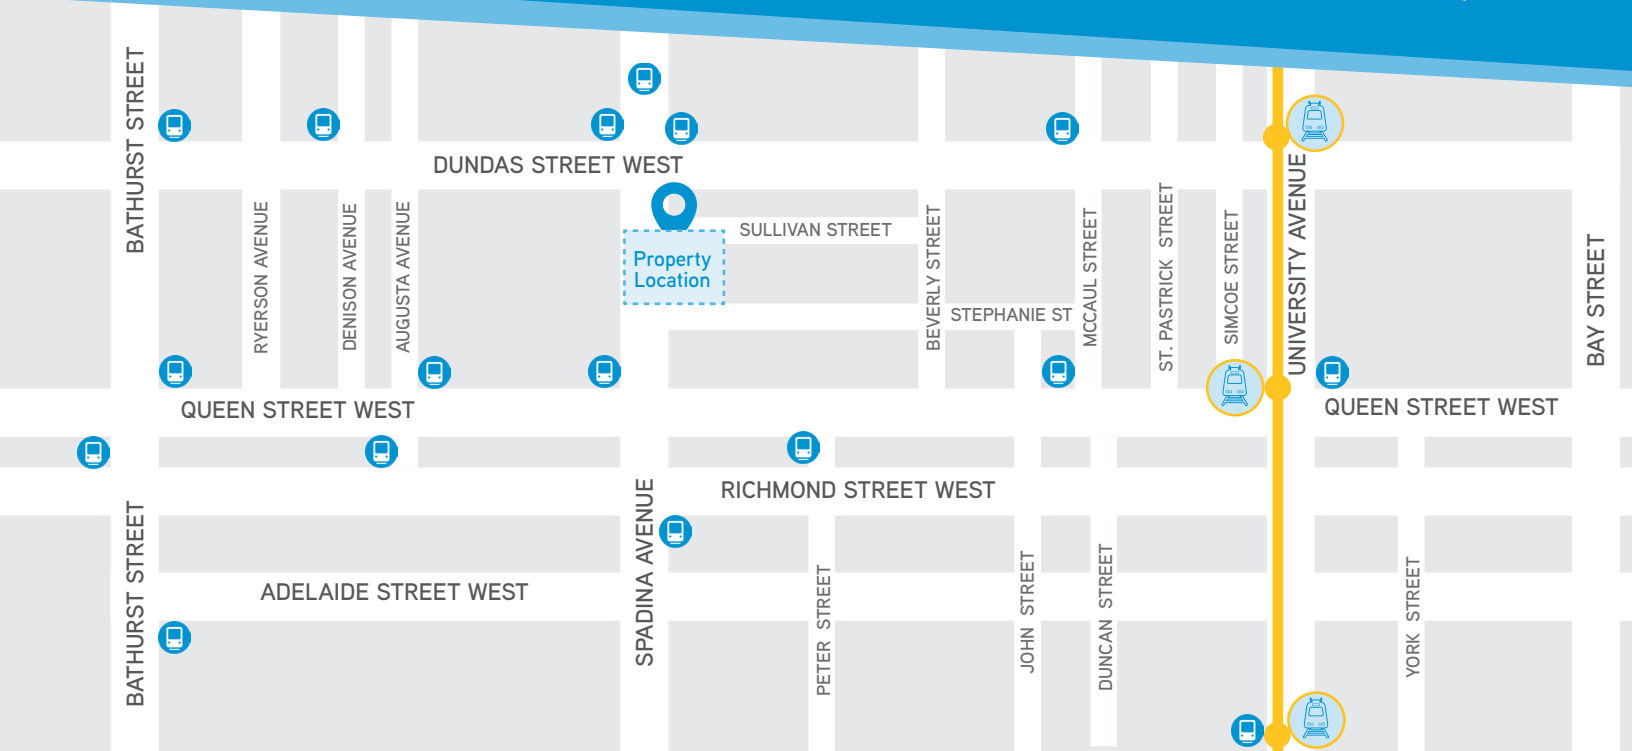 BATHURST STREET
DUNDAS STREET WEST
RYERSON AVENUE
DENISON AVENUE
AUGUSTA AVENUE
SULLIVAN STREET
Property
Location
BEVERLY STREET
STEPHANIE ST
MCCAUL STREET
ST. PASTRICK STREET
SIMCOE STREET
UNIVERSITY AVENUE
BAY STREET
QUEEN STREET WEST
QUEEN STREET WEST
RICHMOND STREET WEST
BATHURST STREET
ADELAIDE STREET WEST
SPADINA AVENUE
PETER STREET
JOHN STREET
DUNCAN STREET
YORK STREET